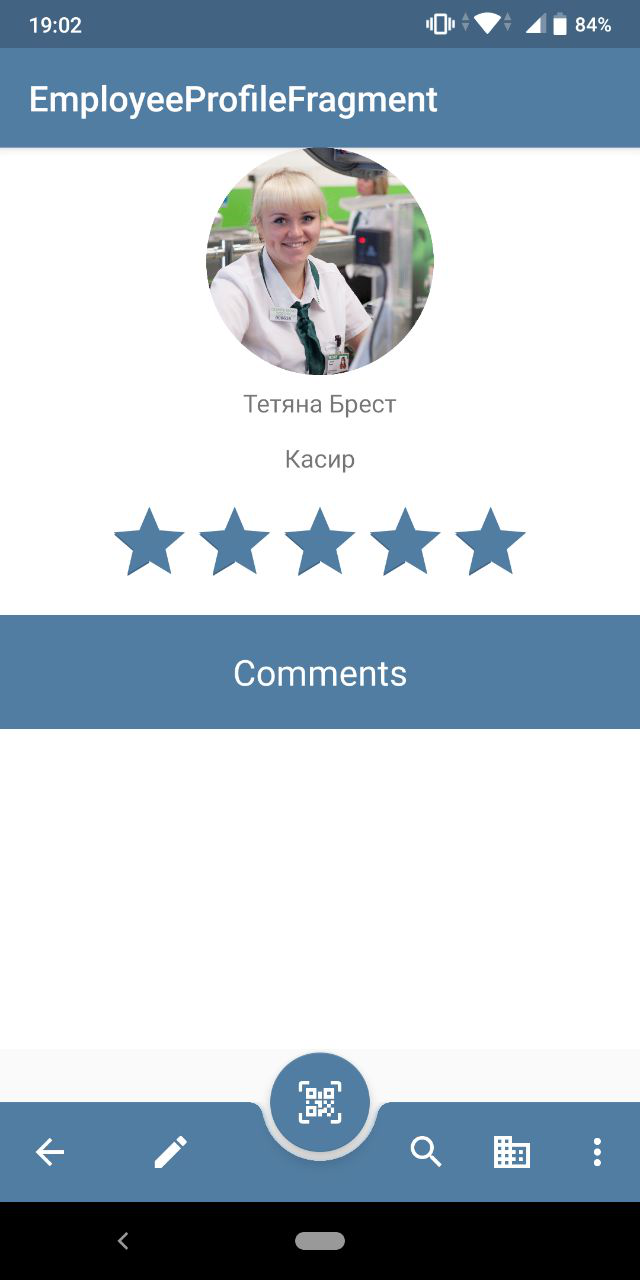 19:02
84%
EmployeeProfileFragment
Тетяна Брест
Касир
Comments